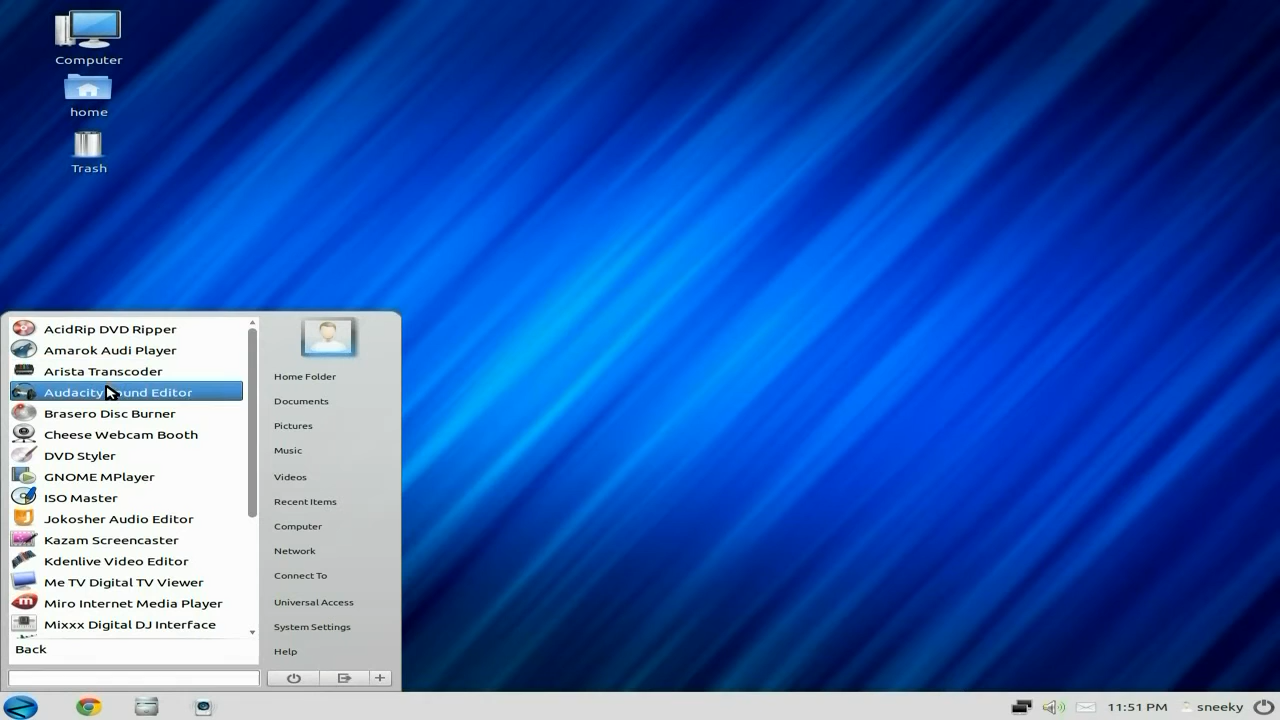 Computer
home
Trash
AcidRip DVD Ripper
Amarok Audi Player
Arista Transcoder
Audacity Sound Editor
Brasero Disc Burner
Cheese Webcam Booth
DVD Styler
GNOME MPlayer
ISO Master
Jokosher Audio Editor
Kazam Screencaster
Kdenlive Video Editor
Me TV Digital TV Viewer
Miro Internet Media Player
Mixxx Digital DJ Interface
Back
Home Folder
Documents
Pictures
Music
Videos
Recent Items
Computer
Network
Connect To
Universal Access
System Settings
Help
11:51 PM
sneeky